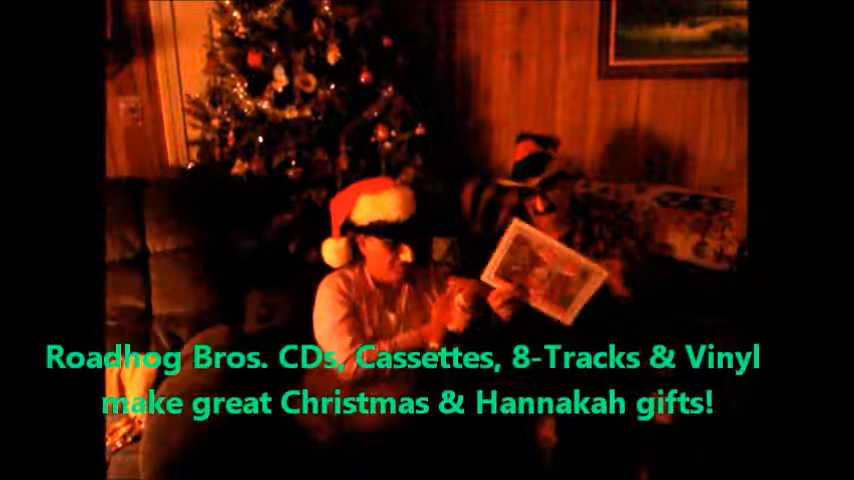 Roadhog Bros. CDs, Cassettes, 8-Tracks & Vinyl
make great Christmas & Hannakah gifts!